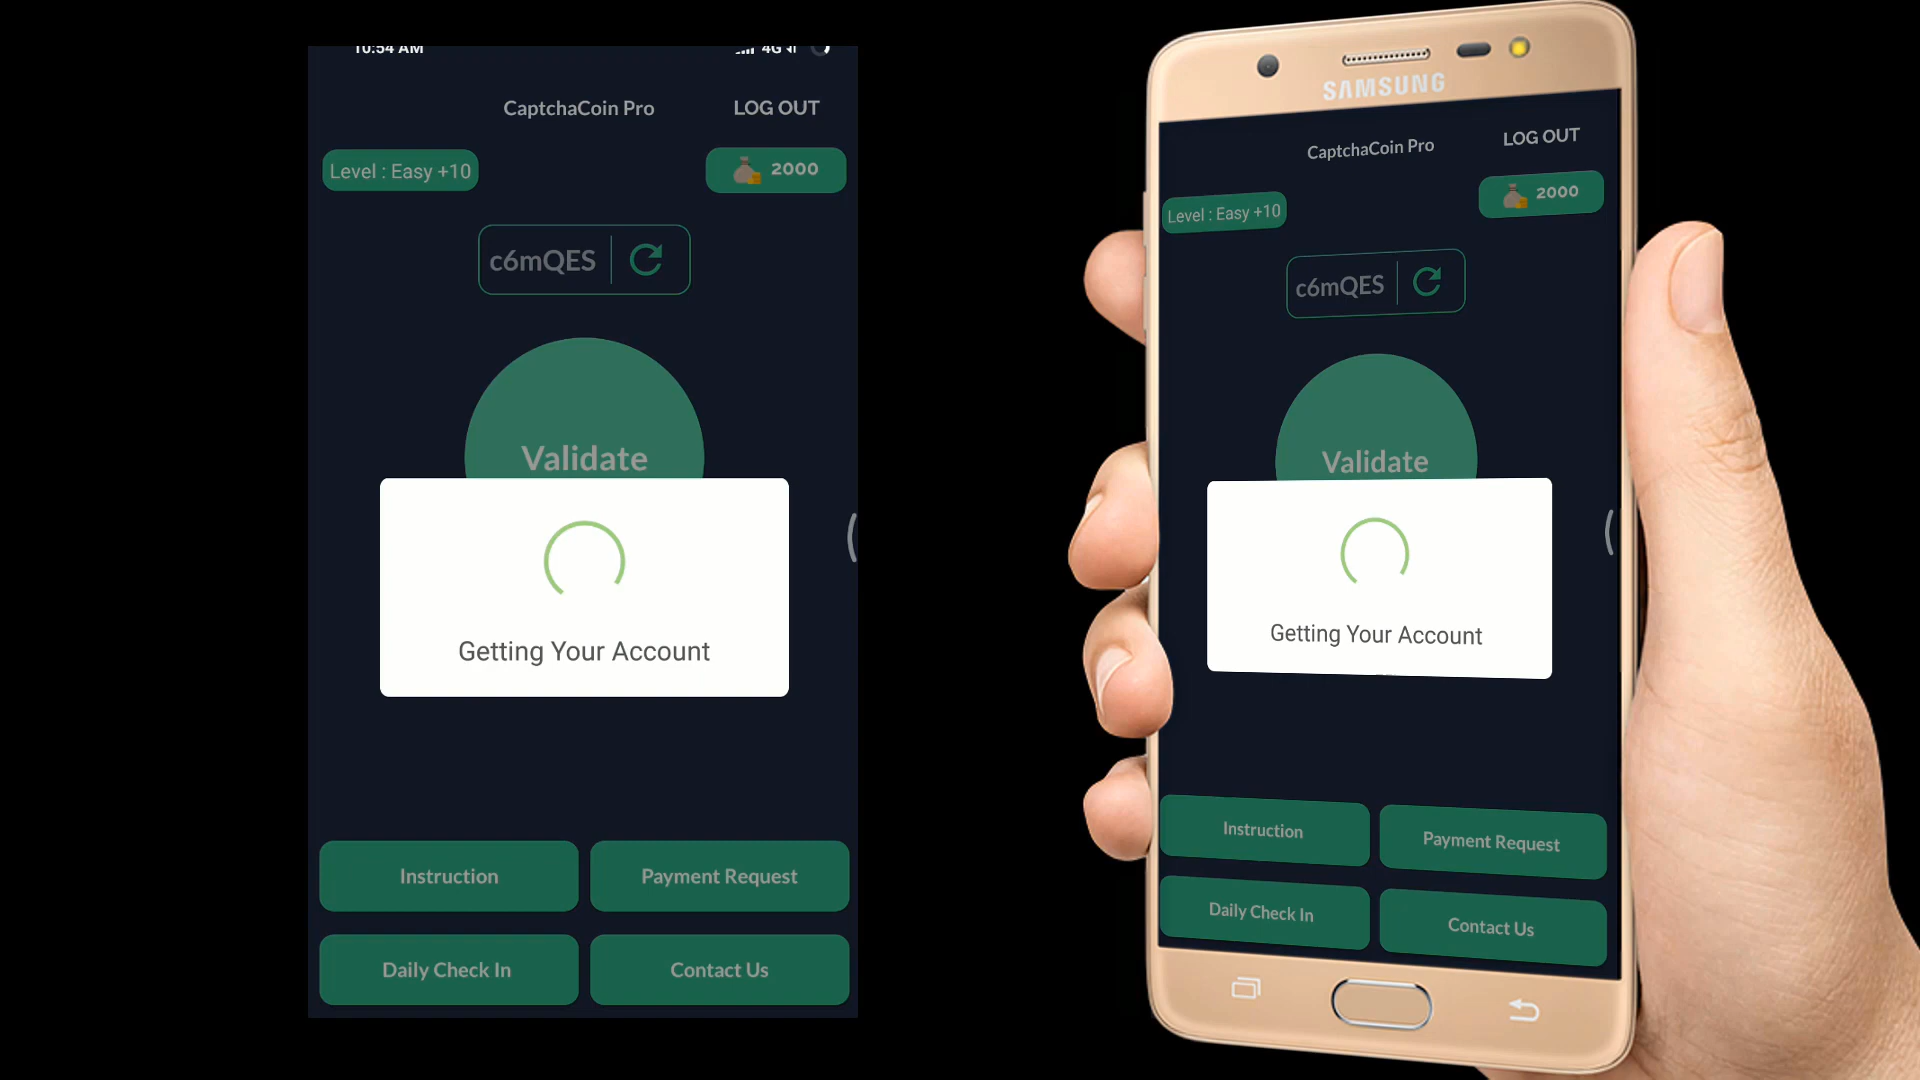 10:54 AM
4G
CaptchaCoin Pro
LOG OUT
Level : Easy +10
2000
c6mQES
Validate
Getting Your Account
Instruction
Payment Request
Daily Check In
Contact Us
SAMSUNG
CaptchaCoin Pro
LOG OUT
Level : Easy +10
2000
c6mQES
Validate
Getting Your Account
Instruction
Payment Request
Daily Check In
Contact Us